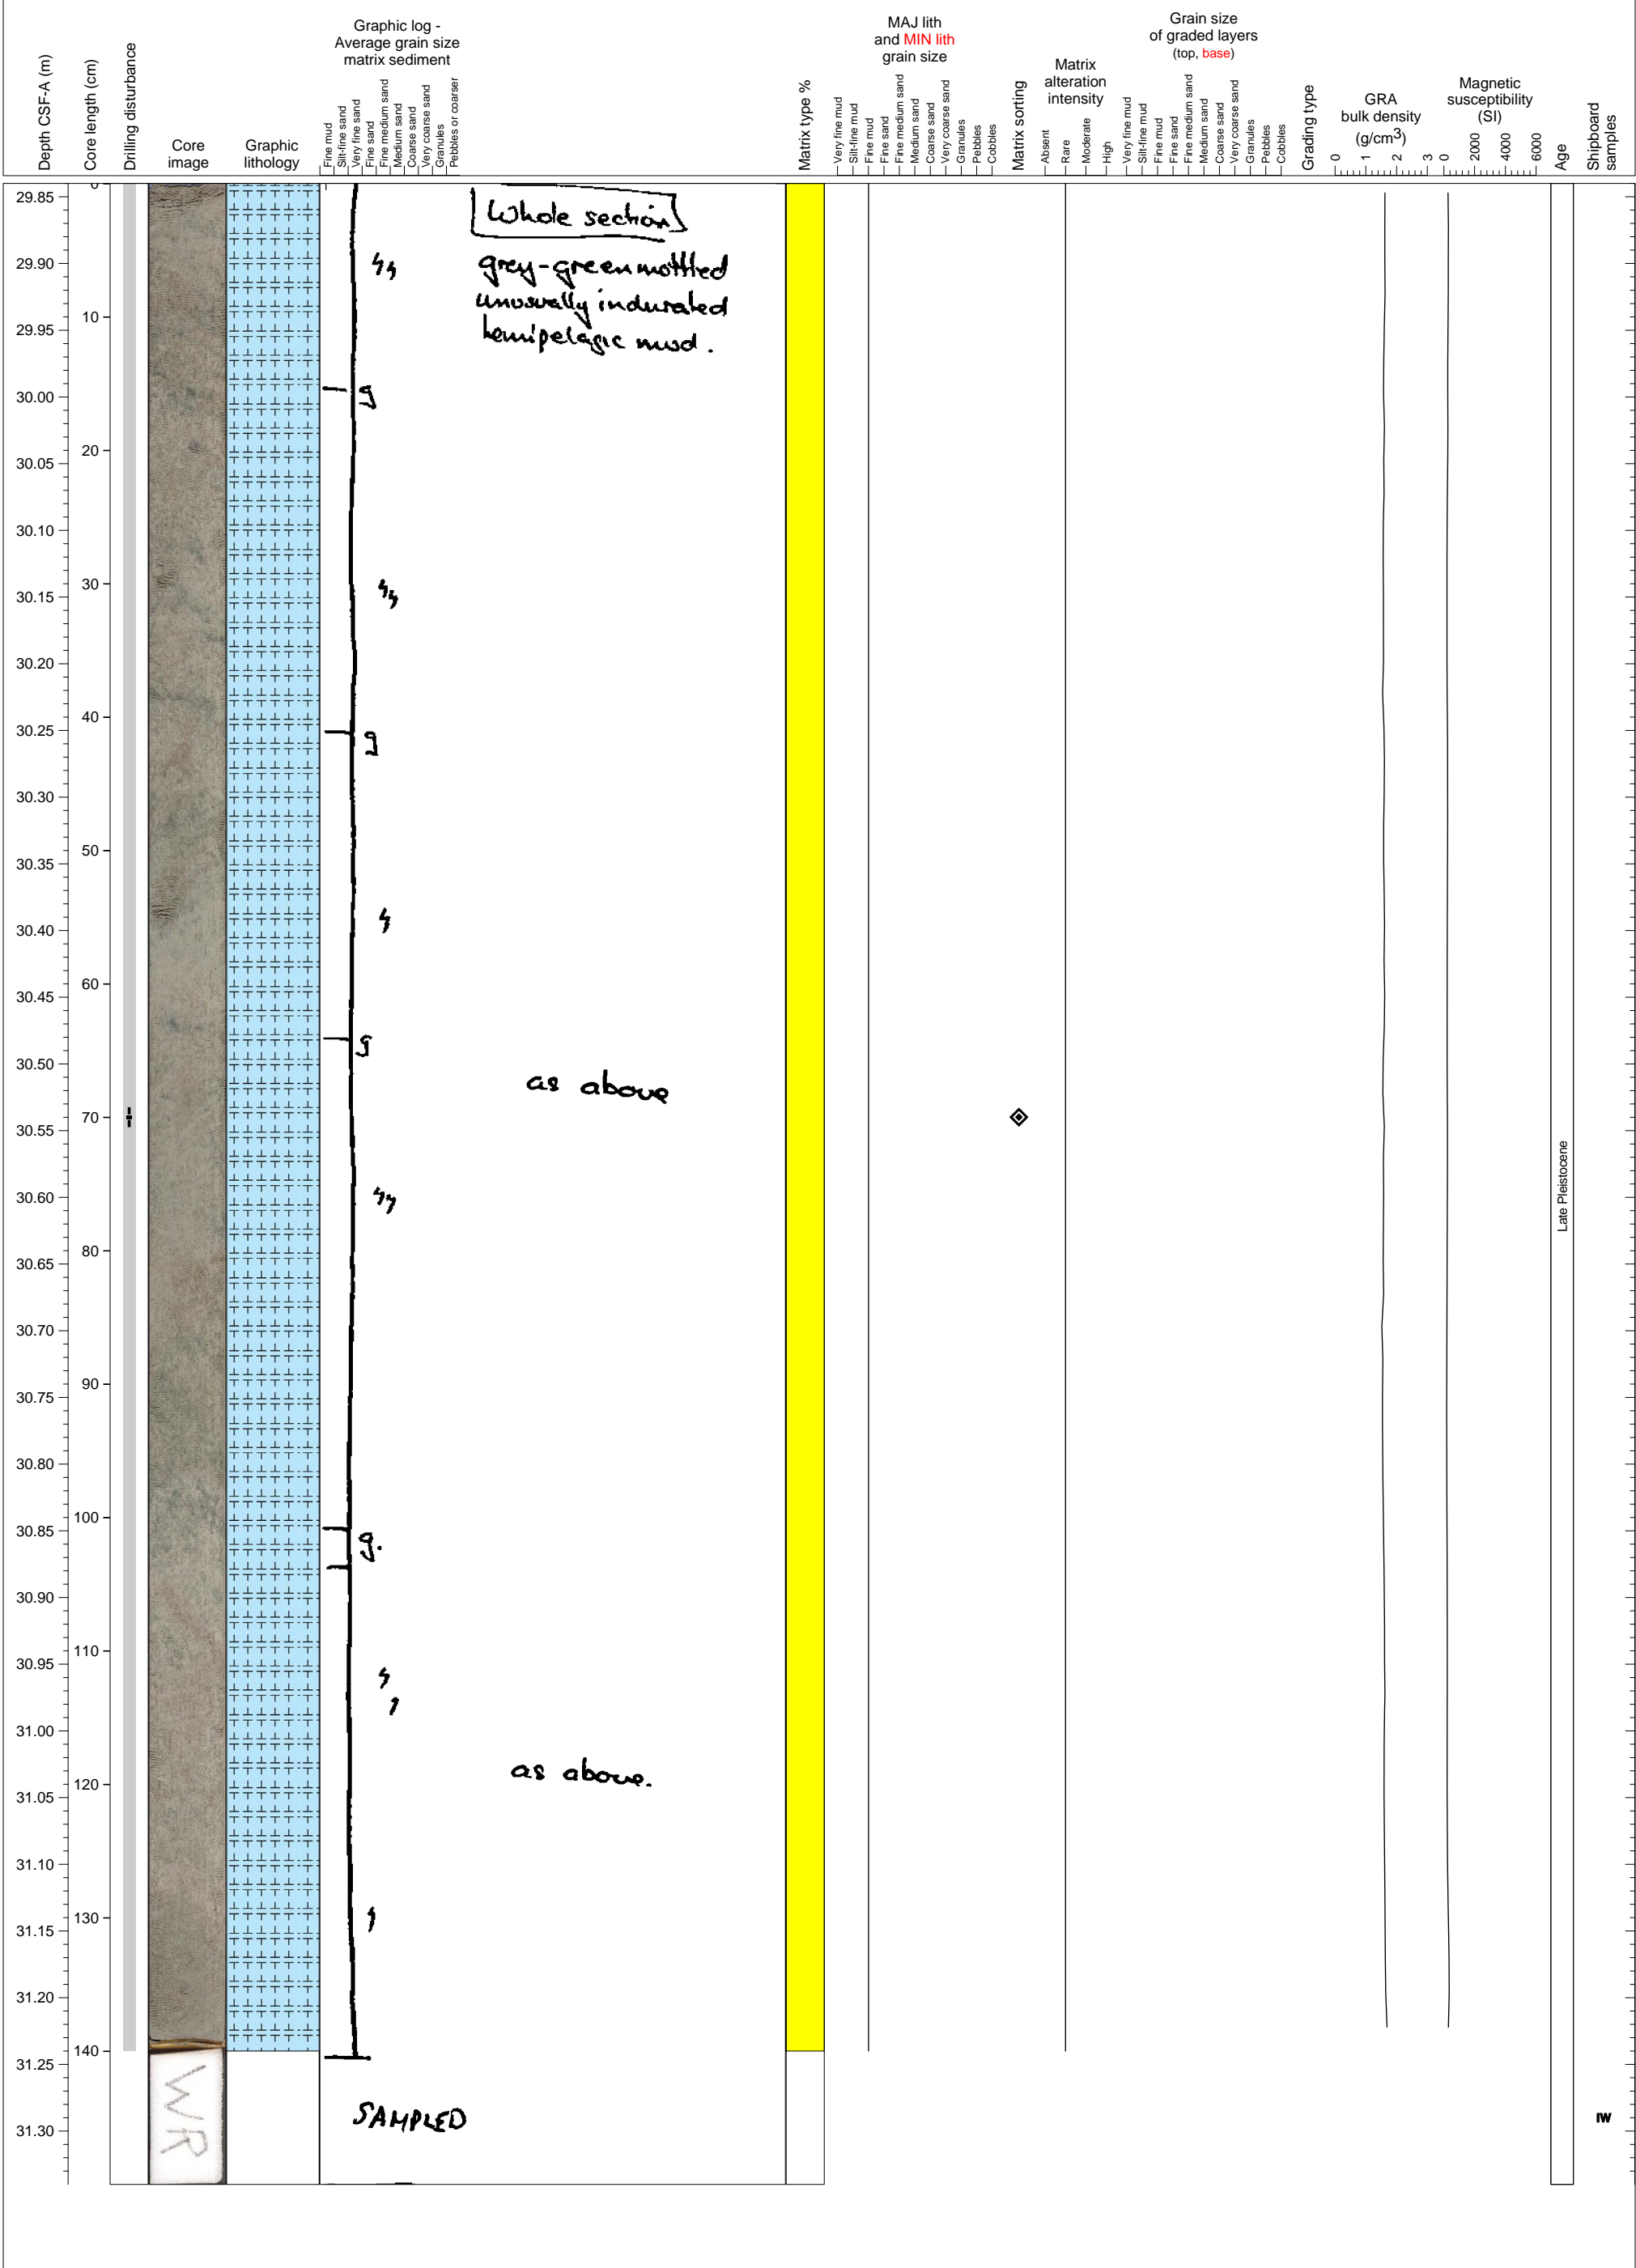 Depth CSF-A (m)
Core length (cm)
Drilling disturbance
Core
image
Graphic
lithology
Graphic log -
Average grain size
matrix sediment
Fine mud
Silt-fine sand
Very fine sand
Fine sand
Fine medium sand
Medium sand
Coarse sand
Very coarse sand
Granules
Pebbles or coarser
Matrix type %
MAJ lith
and MIN lith
grain size
Very fine mud
Silt-fine mud
Fine mud
Fine sand
Fine medium sand
Medium sand
Coarse sand
Very coarse sand
Granules
Pebbles
Cobbles
Matrix sorting
Matrix
alteration
intensity
Absent
Rare
Moderate
High
Grain size
of graded layers
(top, base)
Very fine mud
Silt-fine mud
Fine mud
Fine sand
Fine medium sand
Medium sand
Coarse sand
Very coarse sand
Granules
Pebbles
Cobbles
Grading type
GRA
bulk density
(g/cm3)
0 1 2 3
Magnetic
susceptibility
(SI)
0 2000 4000 6000
Age
Shipboard
samples
0
29.85
Whole section
29.90
grey-green mottled
unusually indurated
hemipelagic mud.
10
29.95
30.00
g
20
30.05
30.10
30
30.15
30.20
40
30.25
g
30.30
50
30.35
30.40
60
30.45
g
30.50
as above
70
30.55
Late Pleistocene
30.60
80
30.65
30.70
90
30.75
30.80
100
30.85
g.
30.90
110
30.95
31.00
as above.
120
31.05
31.10
130
31.15
31.20
140
31.25
WR
SAMPLED
IW
31.30